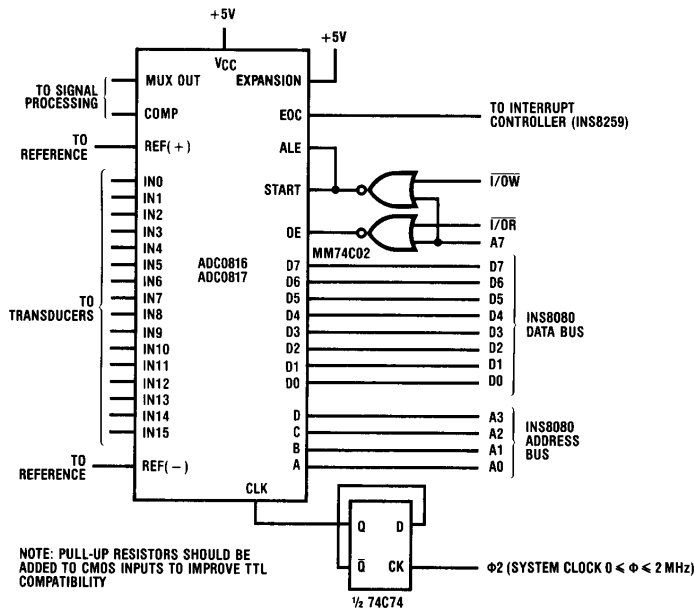 +5V
+5V
VCC
MUX OUT
EXPANSION
TO SIGNAL
PROCESSING
COMP
EOC
TO INTERRUPT
CONTROLLER (INS8259)
TO
REFERENCE
REF(+)
ALE
START
I/OW
I/OR
A7
OE
MM74C02
IN0
IN1
IN2
IN3
IN4
IN5
IN6
IN7
IN8
IN9
IN10
IN11
IN12
IN13
IN14
IN15
TO
TRANSDUCERS
ADC0816
ADC0817
D7
D6
D5
D4
D3
D2
D1
D0
D7
D6
D5
D4
D3
D2
D1
D0
INS8080
DATA BUS
D
C
B
A
A3
A2
A1
A0
INS8080
ADDRESS
BUS
TO
REFERENCE
REF(−)
CLK
Q
D
Q̅
CK
Φ2 (SYSTEM CLOCK 0 ≤ Φ ≤ 2 MHz)
½ 74C74
NOTE: PULL-UP RESISTORS SHOULD BE
ADDED TO CMOS INPUTS TO IMPROVE TTL
COMPATIBILITY